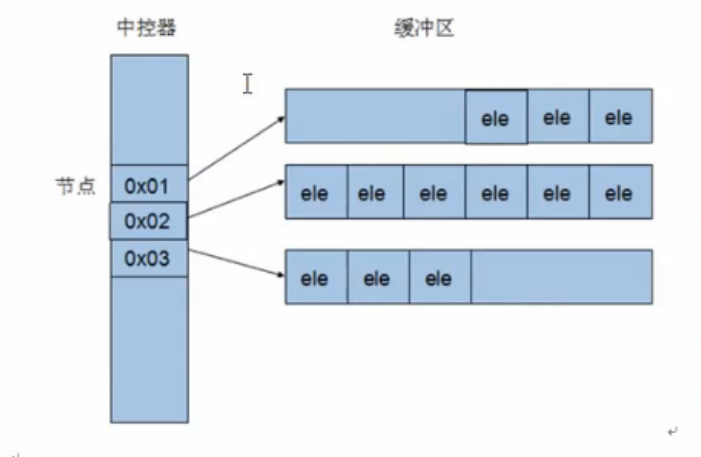 中控器
缓冲区
ele ele ele
节点
0x01
ele ele ele ele ele ele
0x02
0x03
ele ele ele